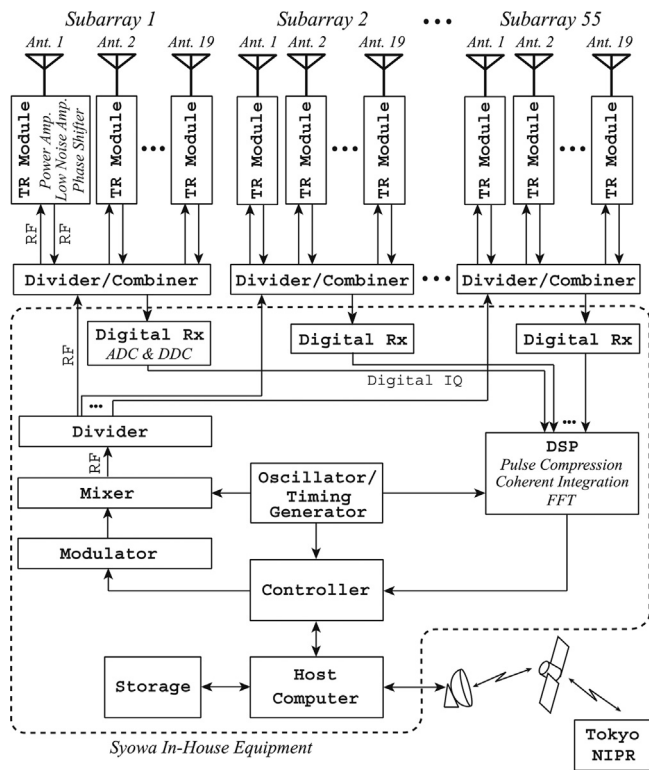 Subarray 1 Subarray 2 ••• Subarray 55
Ant. 1 Ant. 2 Ant. 19 Ant. 1 Ant. 2 Ant. 19 Ant. 1 Ant. 2 Ant. 19
TR Module
Power Amp.
Low Noise Amp.
Phase Shifter
TR Module
•••
TR Module
TR Module
TR Module
•••
TR Module
TR Module
TR Module
•••
TR Module
RF RF
Divider/Combiner Divider/Combiner ••• Divider/Combiner
Digital Rx
ADC & DDC
Digital Rx
Digital Rx
RF
Digital IQ
•••
•••
Divider
RF
DSP
Pulse Compression
Coherent Integration
FFT
Mixer
Oscillator/
Timing
Generator
Modulator
Controller
Storage
Host
Computer
Syowa In-House Equipment
Tokyo
NIPR